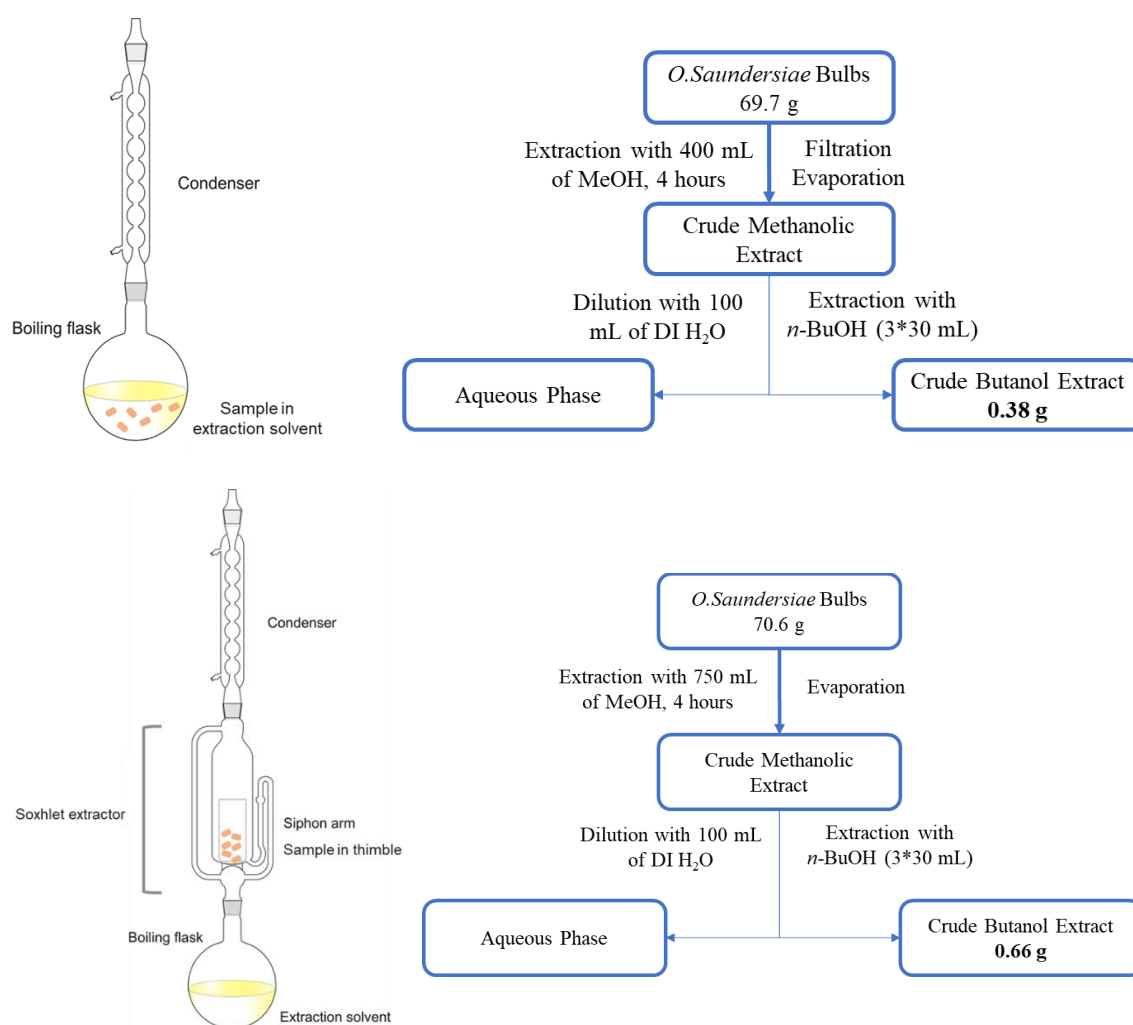 Condenser
Boiling flask
Sample in
extraction solvent
O.Saundersiae Bulbs
69.7 g
Extraction with 400 mL
of MeOH, 4 hours
Filtration
Evaporation
Crude Methanolic
Extract
Dilution with 100
mL of DI H₂O
Extraction with
n-BuOH (3*30 mL)
Aqueous Phase
Crude Butanol Extract
0.38 g
Condenser
Soxhlet extractor
Siphon arm
Sample in thimble
Boiling flask
Extraction solvent
O.Saundersiae Bulbs
70.6 g
Extraction with 750 mL
of MeOH, 4 hours
Evaporation
Crude Methanolic
Extract
Dilution with 100 mL
of DI H₂O
Extraction with
n-BuOH (3*30 mL)
Aqueous Phase
Crude Butanol Extract
0.66 g